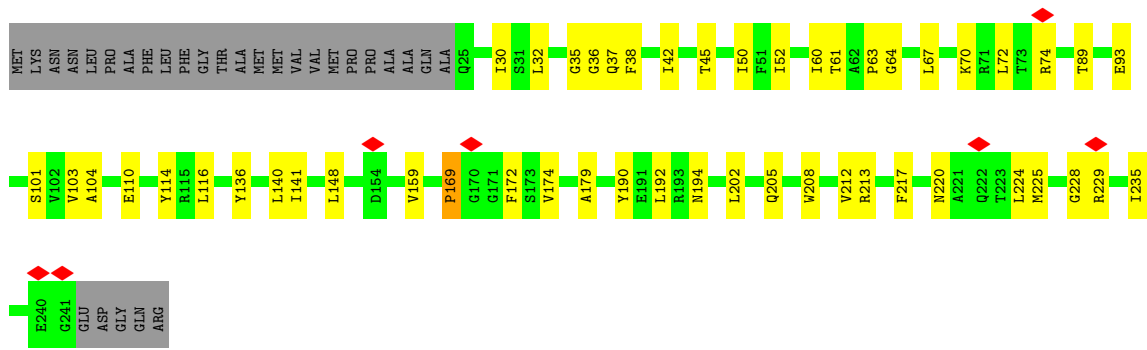 MET LYS ASN ASN LEU PRO ALA PHE LEU PHE GLY THR ALA MET MET VAL VAL MET PRO PRO ALA ALA GLN ALA Q25 I30 S31 L32 G35 G36 Q37 F38 I42 T45 I50 F51 I52 I60 T61 A62 P63 G64 L67 K70 R71 L72 T73 R74 T89 E93
S101 V102 V103 A104 E110 Y114 R115 L116 Y136 L140 I141 L148 D154 V159 P169 G170 G171 F172 S173 V174 A179 Y190 E191 L192 R193 N194 L202 Q205 W208 V212 R213 F217 N220 A221 Q222 T223 L224 M225 G228 R229 I235
E240 G241 GLU ASP GLY GLN ARG